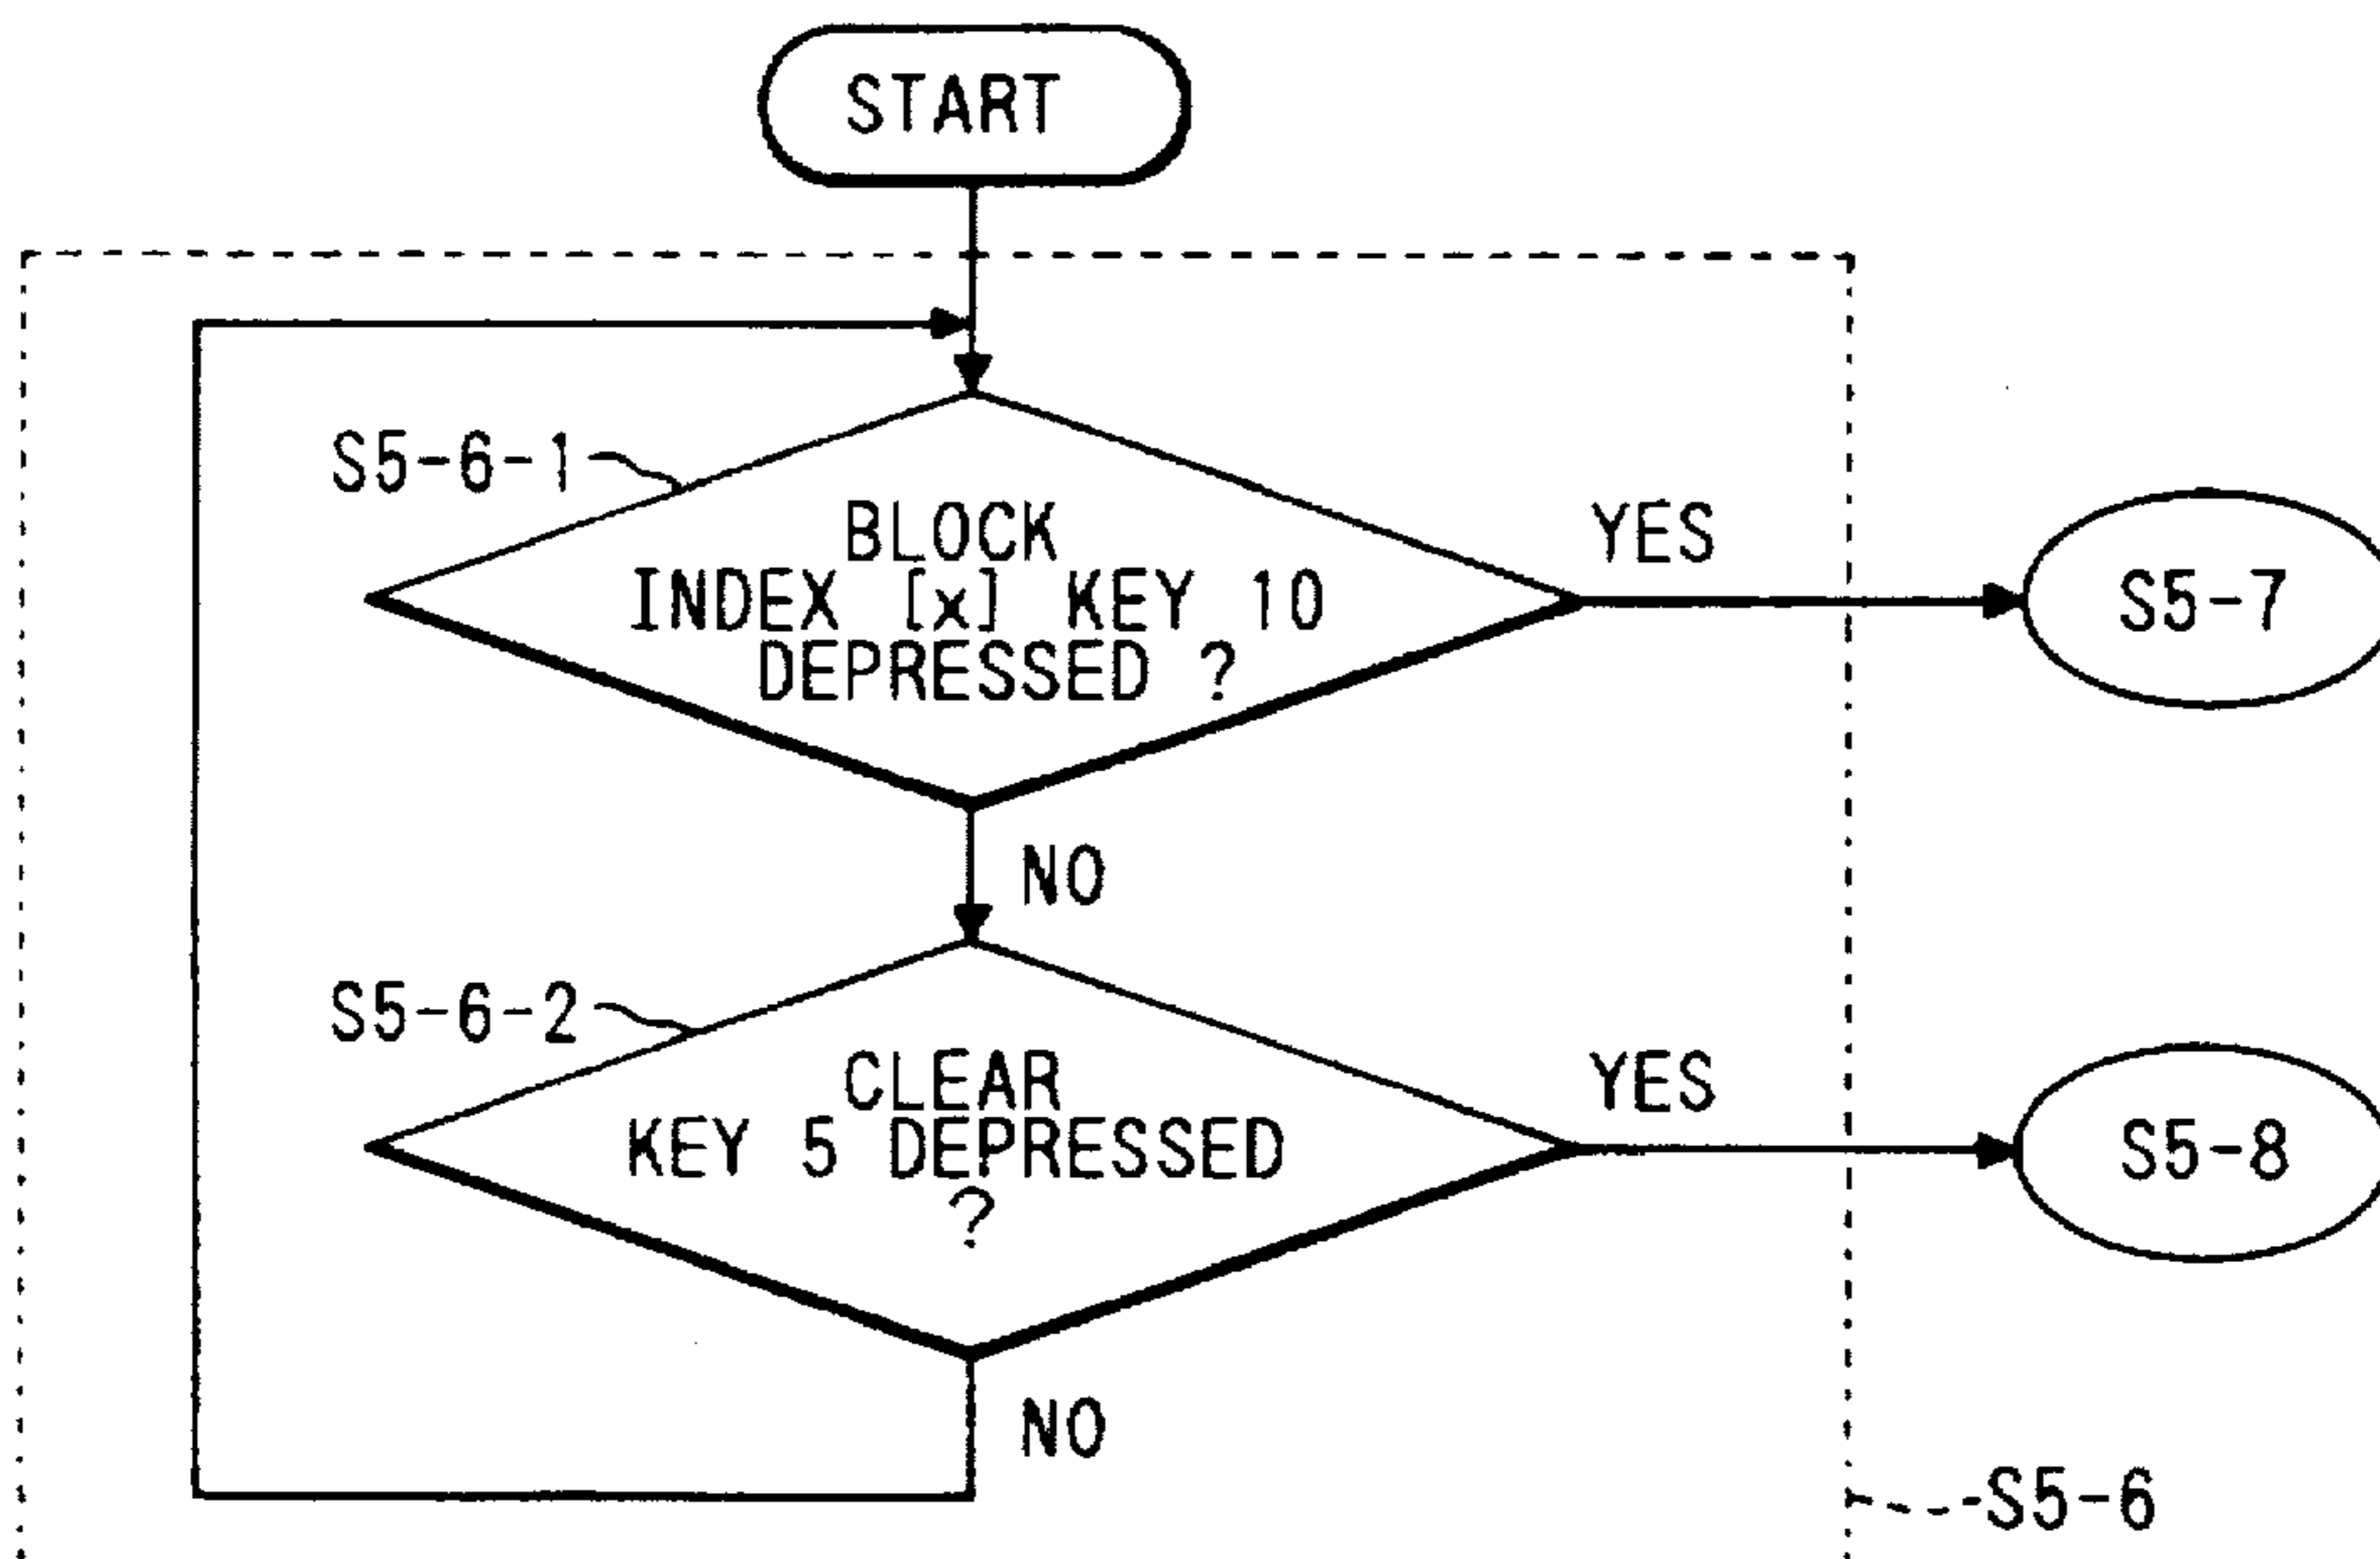 START
S5-6-1
BLOCK
INDEX [x] KEY 10
DEPRESSED ?
YES
S5-7
NO
S5-6-2
CLEAR
KEY 5 DEPRESSED
?
YES
S5-8
NO
S5-6